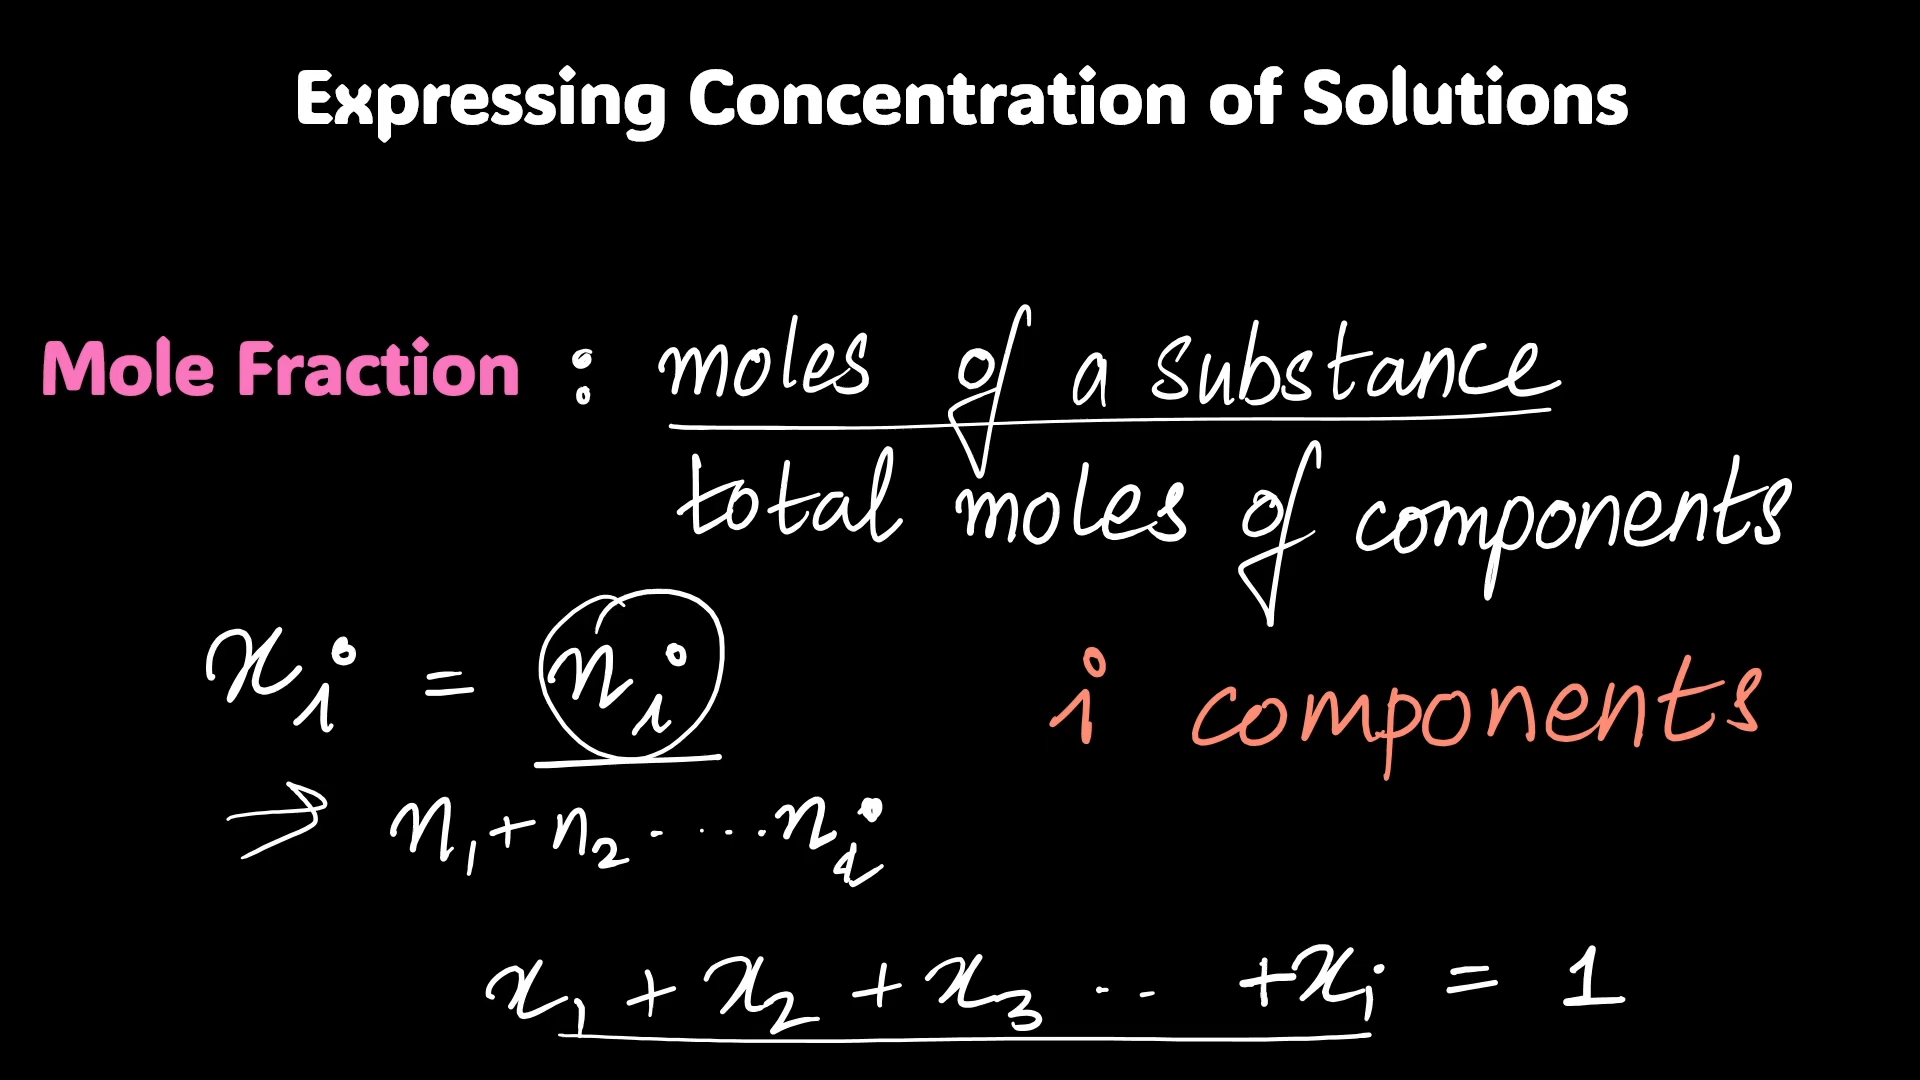 Expressing Concentration of Solutions
Mole Fraction : moles of a substance
total moles of components
xᵢ = nᵢ
i components
⇒ n₁+n₂ . ....nᵢ
x₁ + x₂ + x₃ .. +xᵢ = 1